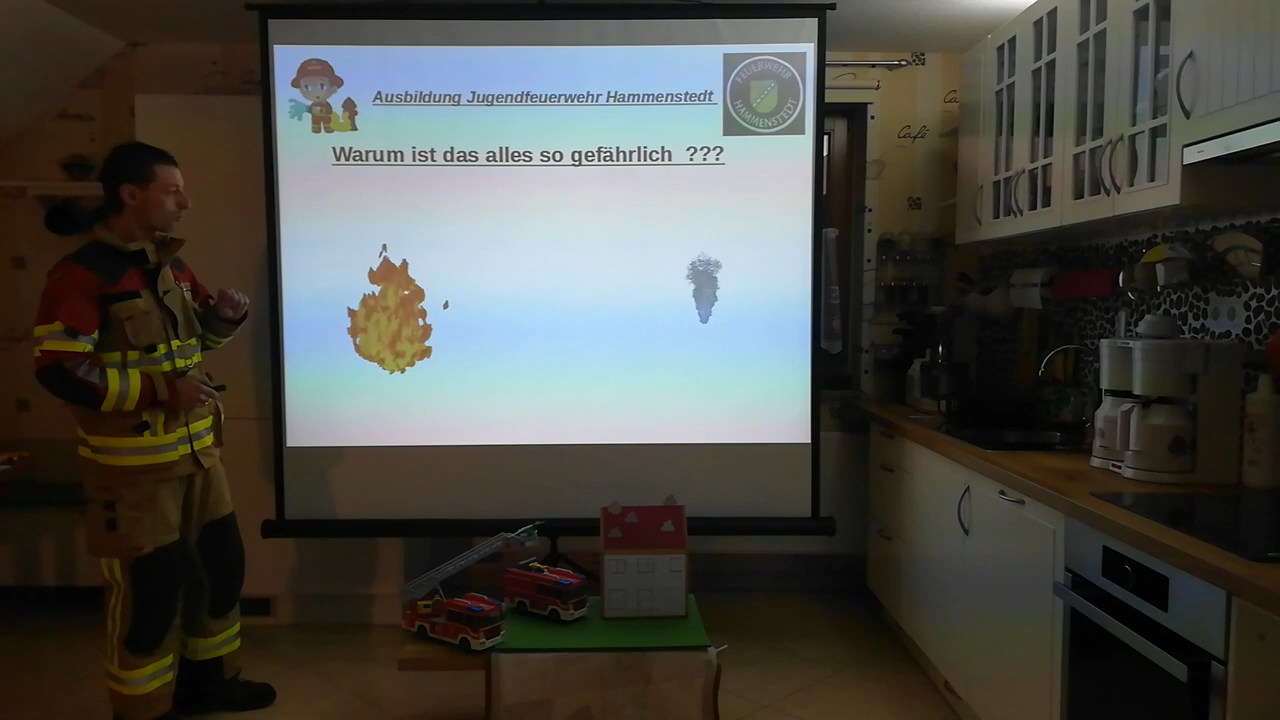 Ausbildung Jugendfeuerwehr Hammenstedt
FEUERWEHR
HAMMENSTEDT
Warum ist das alles so gefährlich ???
Café